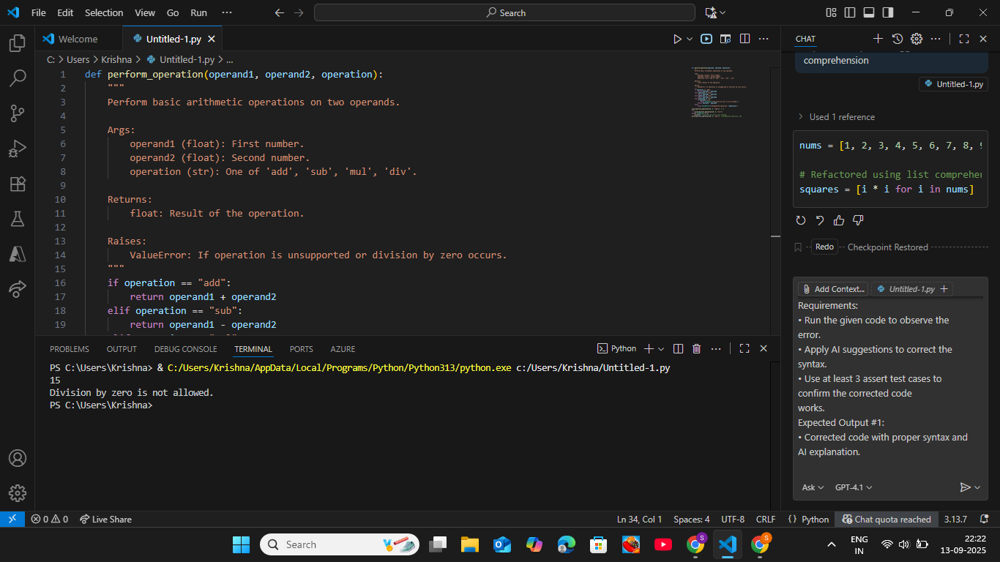 File Edit Selection View Go Run ··· Search
Welcome Untitled-1.py
C: > Users > Krishna > Untitled-1.py > ...
1 def perform_operation(operand1, operand2, operation):
2 """
3 Perform basic arithmetic operations on two operands.
4
5 Args:
6 operand1 (float): First number.
7 operand2 (float): Second number.
8 operation (str): One of 'add', 'sub', 'mul', 'div'.
9
10 Returns:
11 float: Result of the operation.
12
13 Raises:
14 ValueError: If operation is unsupported or division by zero occurs.
15 """
16 if operation == "add":
17 return operand1 + operand2
18 elif operation == "sub":
19 return operand1 - operand2
PROBLEMS OUTPUT DEBUG CONSOLE TERMINAL PORTS AZURE Python
PS C:\Users\Krishna> & C:/Users/Krishna/AppData/Local/Programs/Python/Python313/python.exe c:/Users/Krishna/Untitled-1.py
15
Division by zero is not allowed.
PS C:\Users\Krishna>
CHAT
comprehension
Untitled-1.py
Used 1 reference
nums = [1, 2, 3, 4, 5, 6, 7, 8, 9
# Refactored using list comprehen
squares = [i * i for i in nums]
Redo Checkpoint Restored
Add Context... Untitled-1.py
Requirements:
• Run the given code to observe the
error.
• Apply AI suggestions to correct the
syntax.
• Use at least 3 assert test cases to
confirm the corrected code
works.
Expected Output #1:
• Corrected code with proper syntax and
AI explanation.
Ask GPT-4.1
0 0 Live Share Ln 34, Col 1 Spaces: 4 UTF-8 CRLF {} Python Chat quota reached 3.13.7
Search
S
S
ENG
IN
22:22
13-09-2025